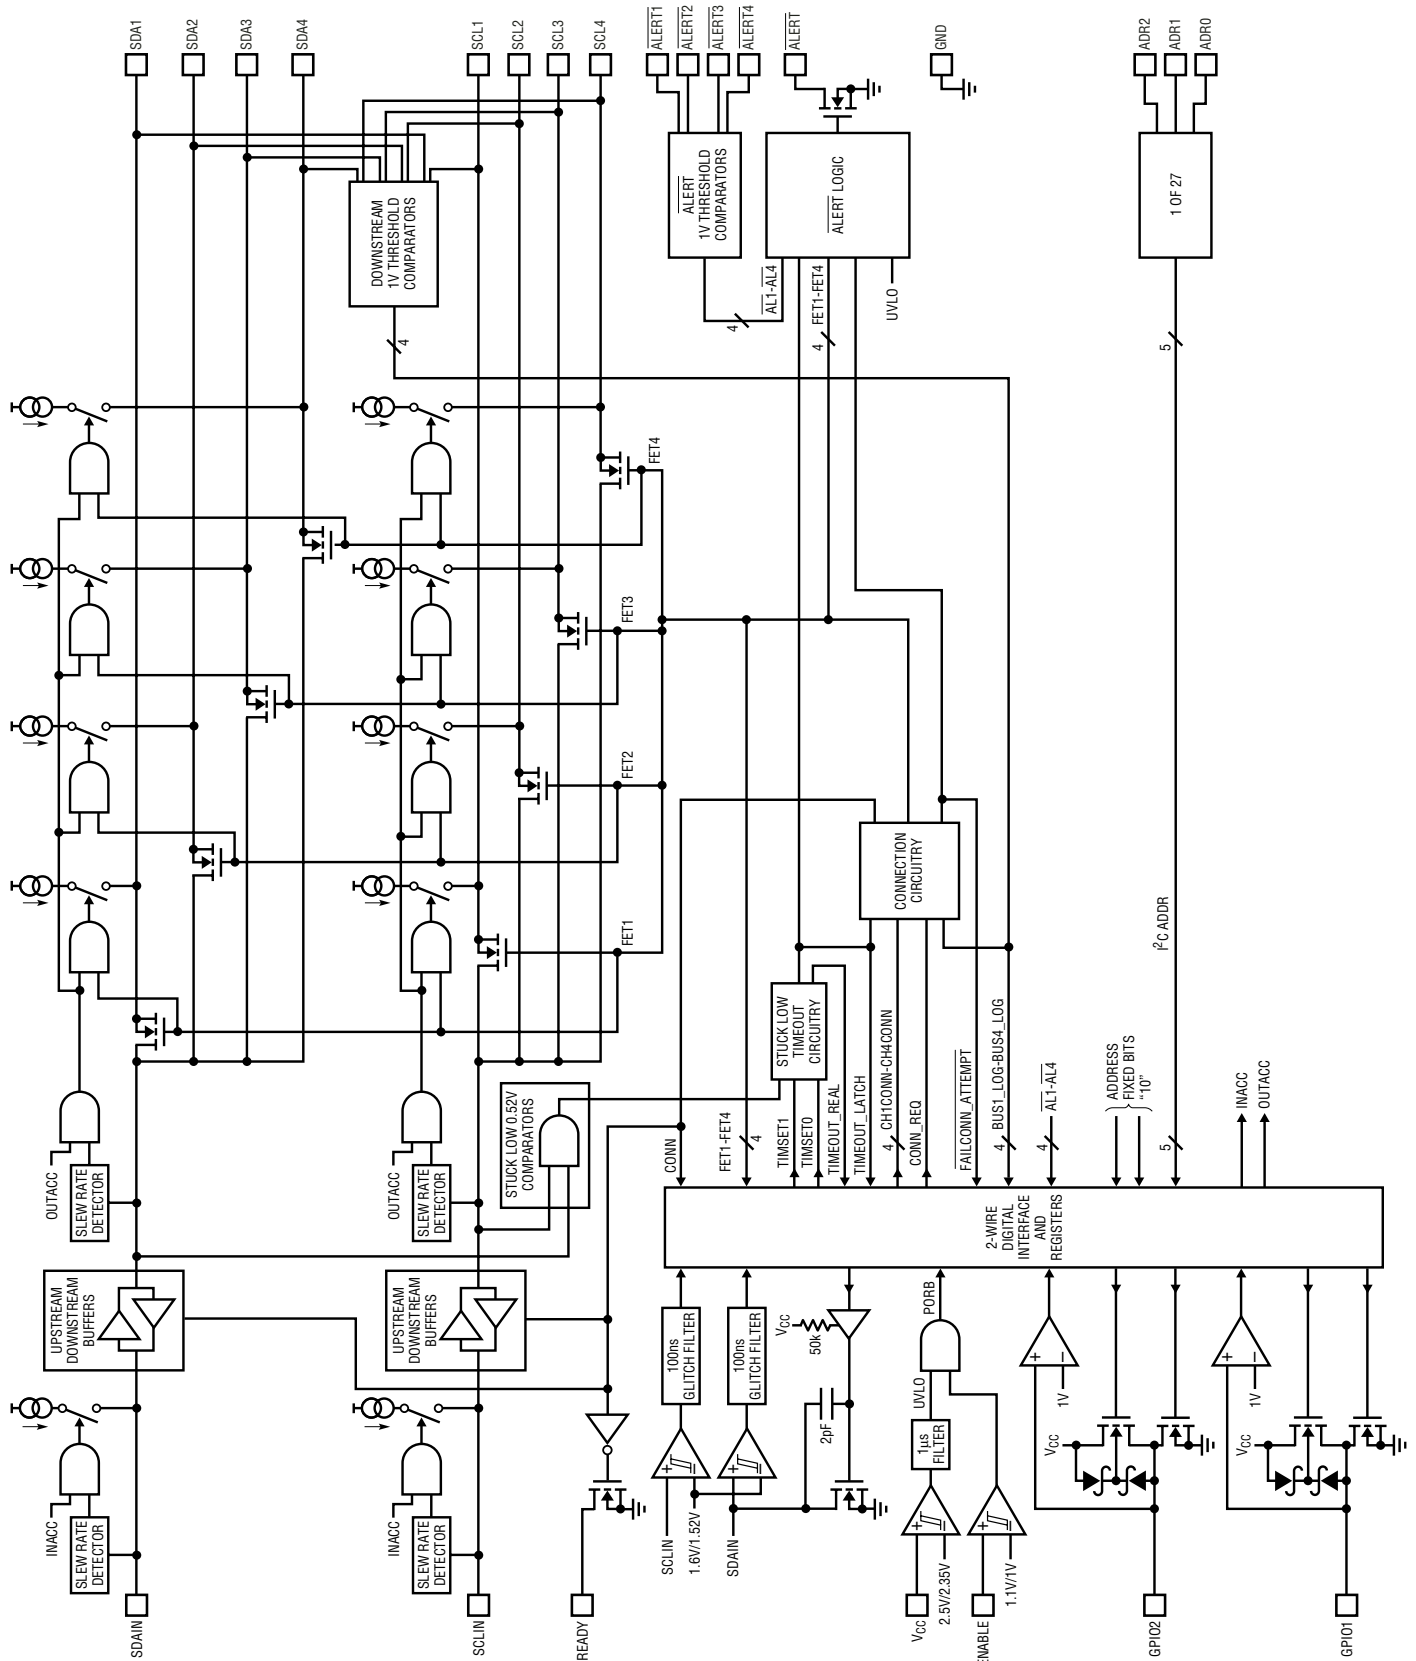 SDA1
SDA2
SDA3
SDA4
SCL1
SCL2
SCL3
SCL4
ALERT1
ALERT2
ALERT3
ALERT4
ALERT
GND
ADR2
ADR1
ADR0
DOWNSTREAM
1V THRESHOLD
COMPARATORS
4
ALERT
1V THRESHOLD
COMPARATORS
4
AL1-AL4
ALERT LOGIC
4
FET1-FET4
UVLO
1 OF 27
5
I²C ADDR
FET4
FET3
FET2
FET1
CONNECTION
CIRCUITRY
STUCK LOW
TIMEOUT
CIRCUITRY
OUTACC
SLEW RATE
DETECTOR
OUTACC
SLEW RATE
DETECTOR
STUCK LOW 0.52V
COMPARATORS
CONN
FET1-FET4
4
TIMSET1
TIMSET0
TIMEOUT_REAL
TIMEOUT_LATCH
CH1CONN-CH4CONN
4
CONN_REQ
FAILCONN_ATTEMPT
BUS1_LOG-BUS4_LOG
4
AL1-AL4
4
ADDRESS
FIXED BITS
"10"
5
INACC
OUTACC
2-WIRE
DIGITAL
INTERFACE
AND
REGISTERS
UPSTREAM
DOWNSTREAM
BUFFERS
UPSTREAM
DOWNSTREAM
BUFFERS
100ns
GLITCH FILTER
100ns
GLITCH FILTER
VCC
50k
2pF
PORB
UVLO
1µs
FILTER
+
–
1V
VCC
+
–
1V
VCC
INACC
SLEW RATE
DETECTOR
INACC
SLEW RATE
DETECTOR
+
–
SCLIN
1.6V/1.52V
+
–
SDAIN
+
–
2.5V/2.35V
+
–
1.1V/1V
SDAIN
SCLIN
READY
VCC
ENABLE
GPIO2
GPIO1